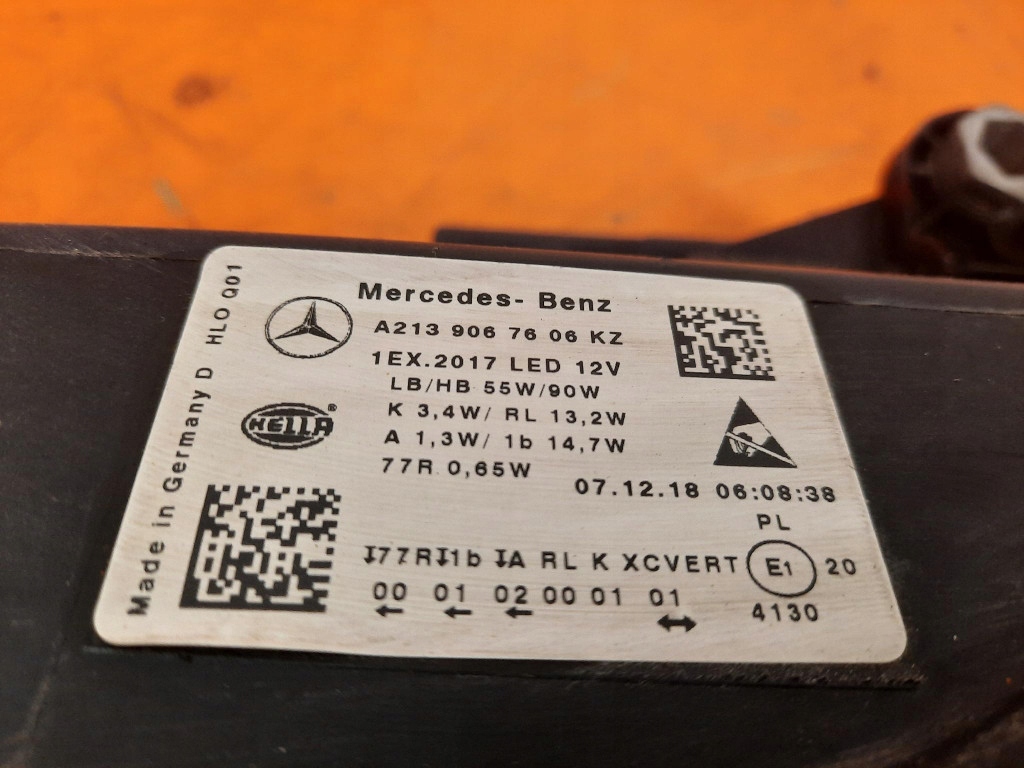 Mercedes- Benz
A213 906 76 06 KZ
1EX.2017 LED 12V
LB/HB 55W/90W
HELLA®
K 3,4W/ RL 13,2W
A 1,3W/ 1b 14,7W
77R 0,65W
07.12.18 06:08:38
PL
↧77R↧1b ↧A RL K XCVERT E1 20
00 01 02 00 01 01
← ← ← ↔
4130
Made in Germany D HLO Q01